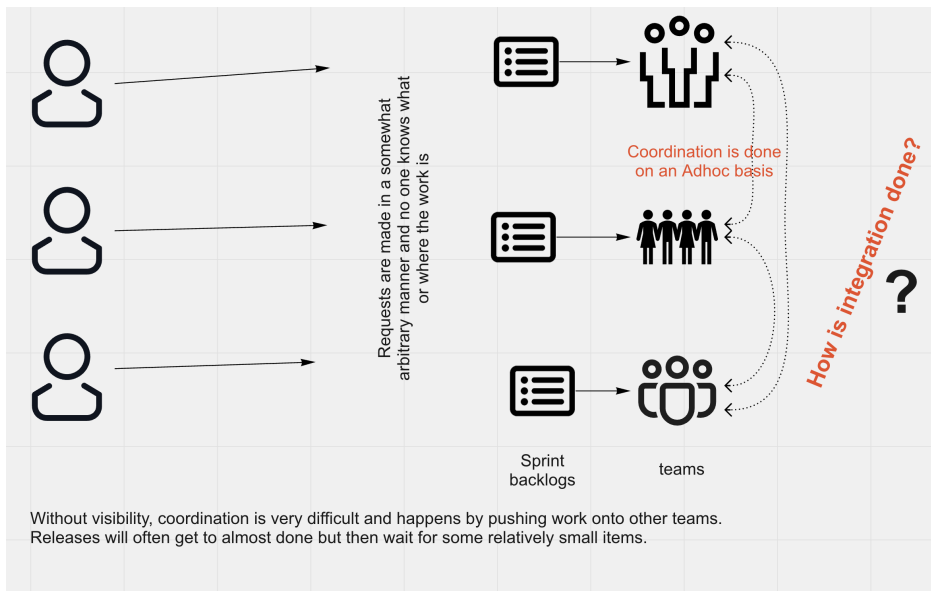 Requests are made in a somewhat
arbitrary manner and no one knows what
or where the work is
Coordination is done
on an Adhoc basis
How is integration done?
?
Sprint
backlogs
teams
Without visibility, coordination is very difficult and happens by pushing work onto other teams.
Releases will often get to almost done but then wait for some relatively small items.